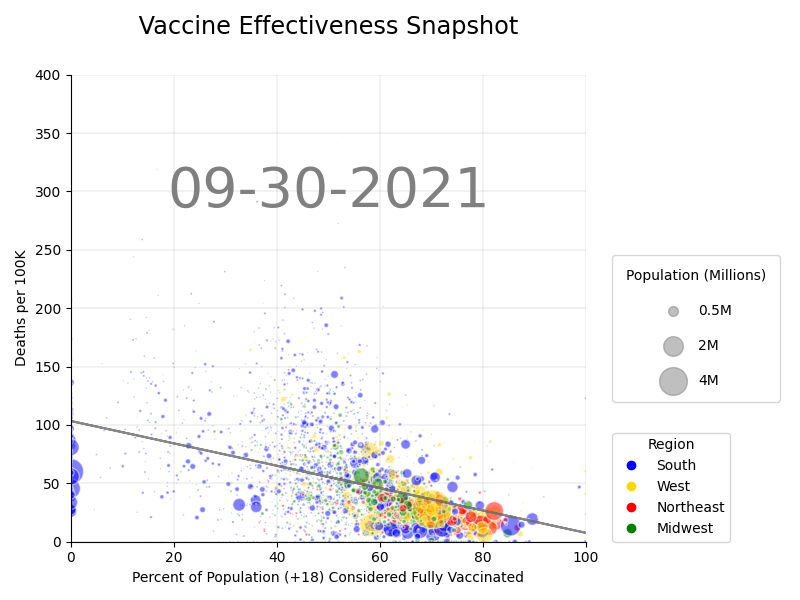 Vaccine Effectiveness Snapshot
400
350
300
250
200
150
100
50
0
Deaths per 100K
09-30-2021
0 20 40 60 80 100
Percent of Population (+18) Considered Fully Vaccinated
Population (Millions)
0.5M
2M
4M
Region
South
West
Northeast
Midwest